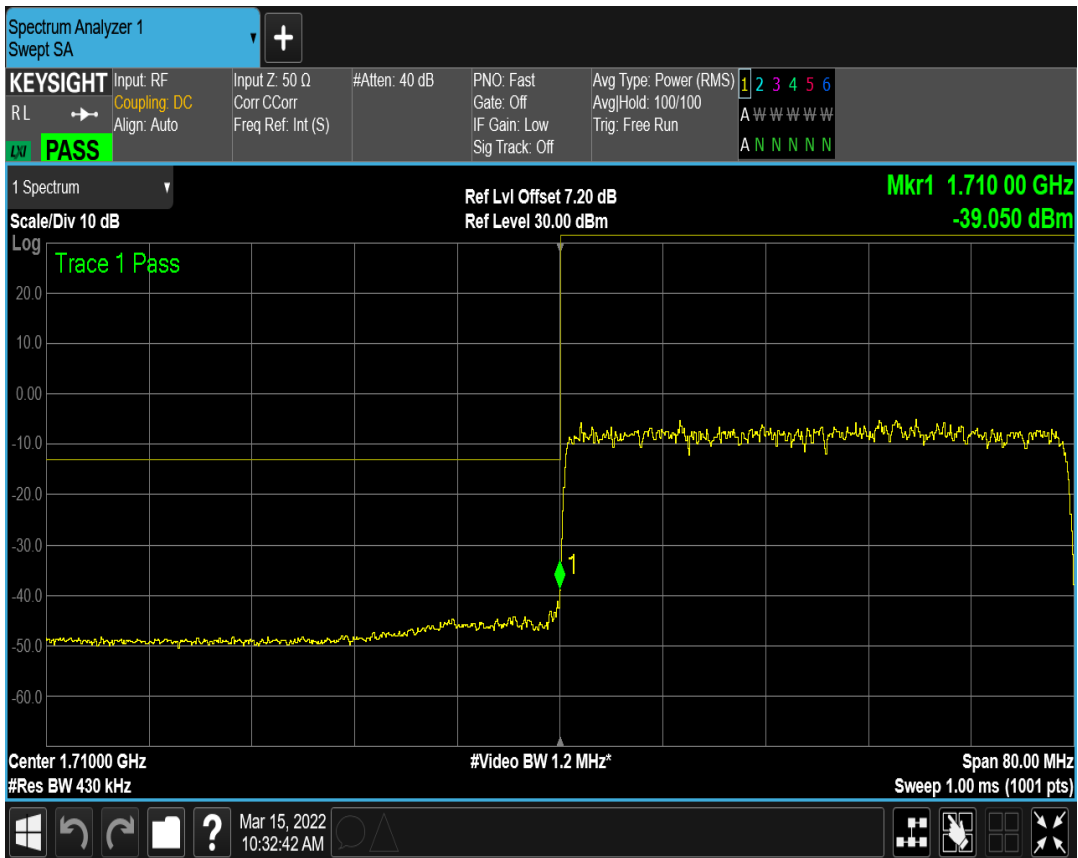 Spectrum Analyzer 1
Swept SA
+
KEYSIGHT Input: RF Input Z: 50 Ω #Atten: 40 dB PNO: Fast Avg Type: Power (RMS) 1 2 3 4 5 6
R L Coupling: DC Corr CCorr Gate: Off Avg|Hold: 100/100 A W W W W W
Align: Auto Freq Ref: Int (S) IF Gain: Low Trig: Free Run
LXI PASS Sig Track: Off A N N N N N
1 Spectrum Ref Lvl Offset 7.20 dB Mkr1 1.710 00 GHz
Scale/Div 10 dB Ref Level 30.00 dBm -39.050 dBm
Log
Trace 1 Pass
20.0
10.0
0.00
-10.0
-20.0
-30.0
1
-40.0
-50.0
-60.0
Center 1.71000 GHz #Video BW 1.2 MHz* Span 80.00 MHz
#Res BW 430 kHz Sweep 1.00 ms (1001 pts)
? Mar 15, 2022
10:32:42 AM